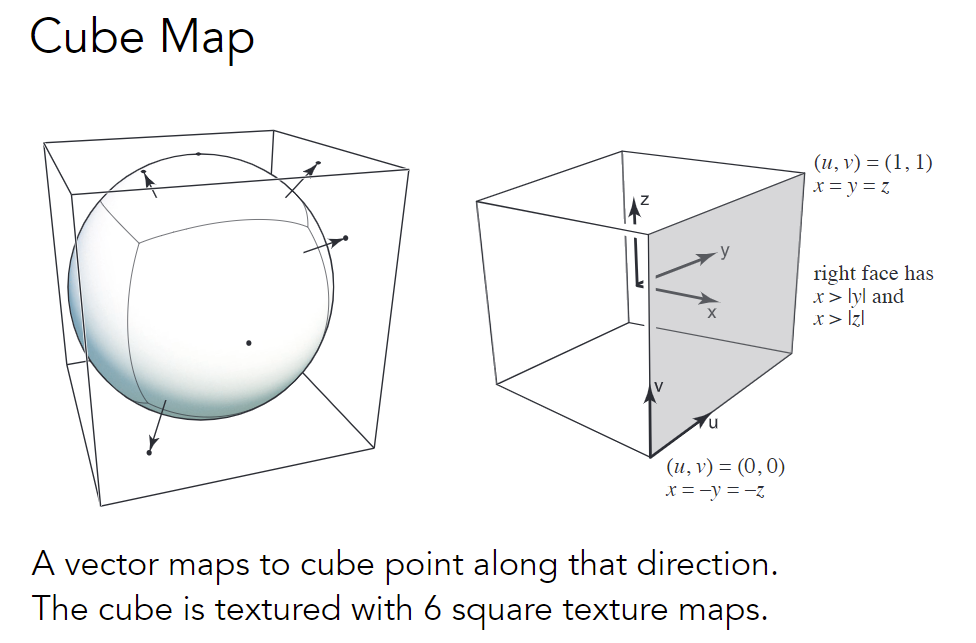 Cube Map
(u, v) = (1, 1)
x = y = z
z
y
x
right face has
x > |y| and
x > |z|
v
u
(u, v) = (0, 0)
x = −y = −z
A vector maps to cube point along that direction.
The cube is textured with 6 square texture maps.